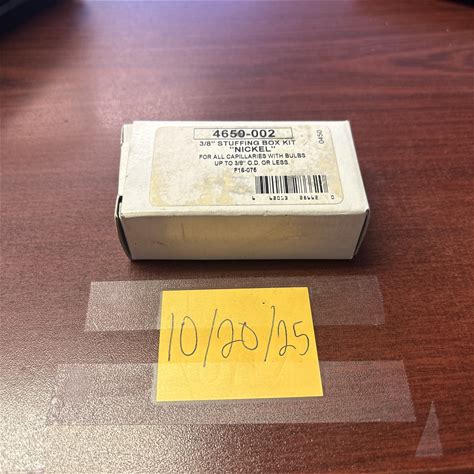 4650-002
3/8" STUFFING BOX KIT
"NICKEL"
FOR ALL CAPILLARIES WITH BULBS
UP TO 3/8" O.D. OR LESS.
F16-076
0450
10/20/25